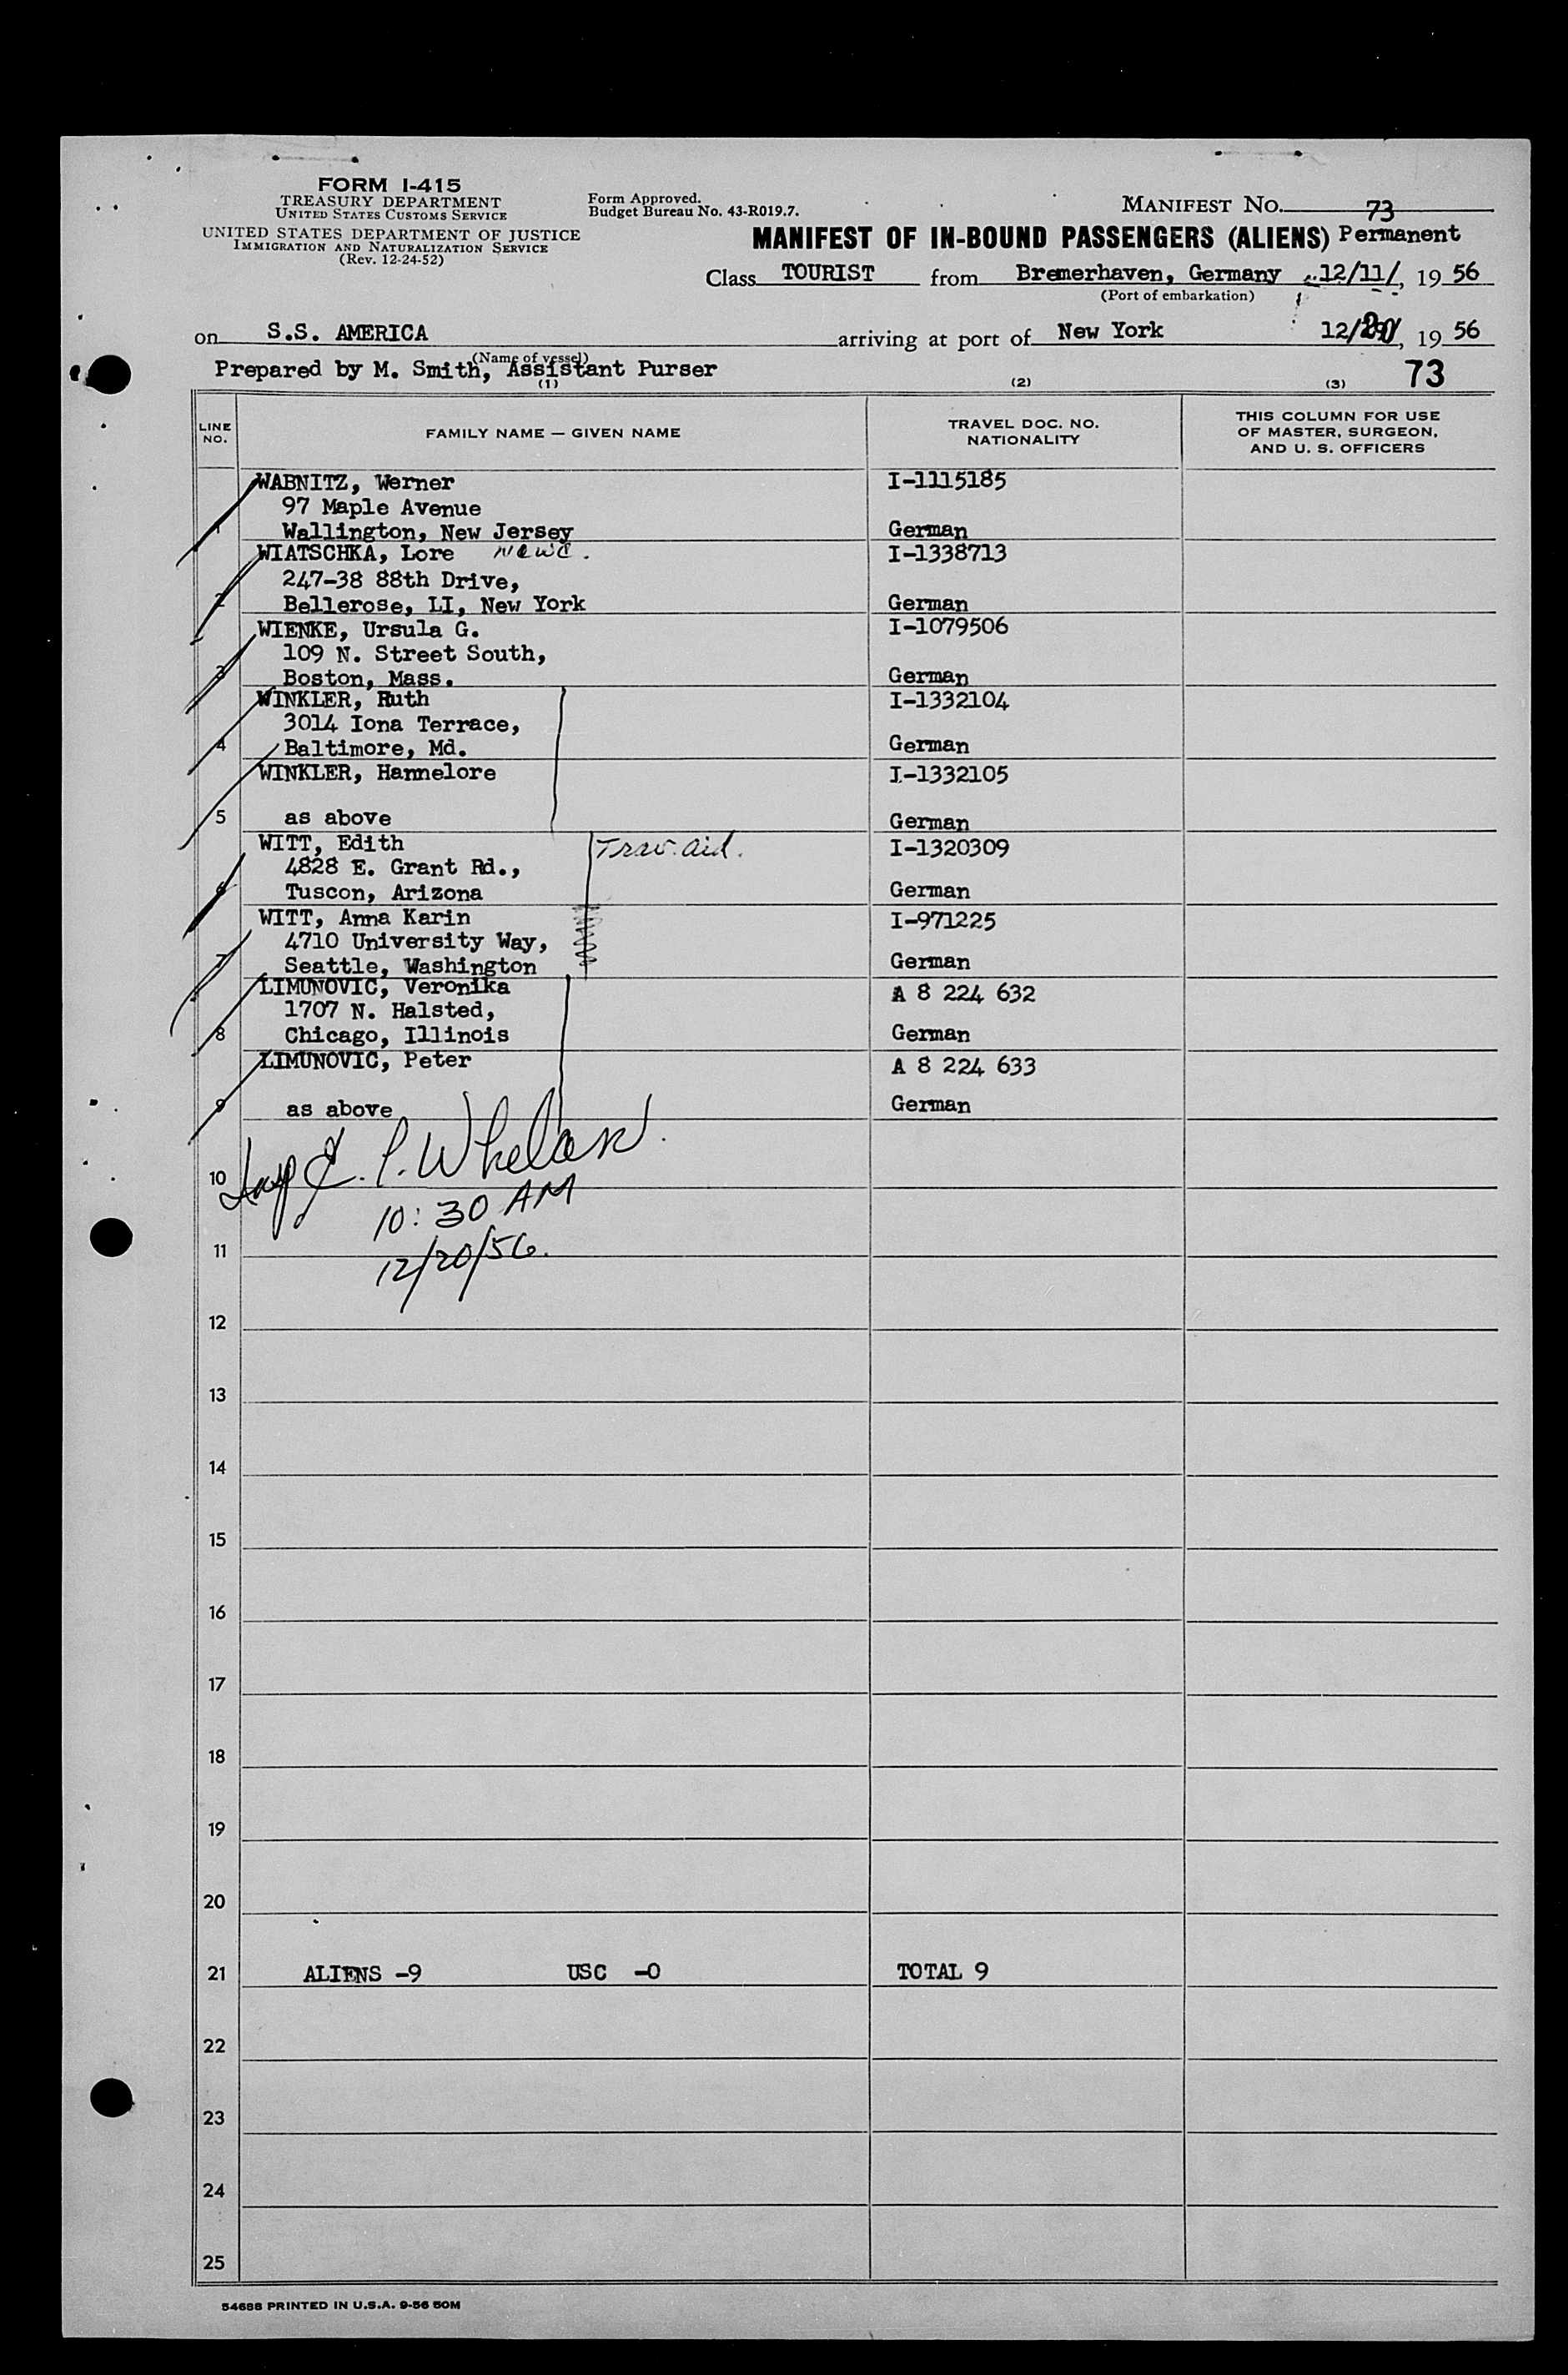 FORM I-415
TREASURY DEPARTMENT
UNITED STATES CUSTOMS SERVICE
UNITED STATES DEPARTMENT OF JUSTICE
IMMIGRATION AND NATURALIZATION SERVICE
(Rev. 12-24-52)
Form Approved.
Budget Bureau No. 43-R019.7.
MANIFEST NO. 73
MANIFEST OF IN-BOUND PASSENGERS (ALIENS) Permanent
Class TOURIST from Bremerhaven, Germany 12/11/, 19 56
(Port of embarkation)
on S.S. AMERICA arriving at port of New York 12/20/, 19 56
(Name of vessel)
Prepared by M. Smith, Assistant Purser
(1) (2) (3) 73
LINE NO. FAMILY NAME — GIVEN NAME TRAVEL DOC. NO. NATIONALITY THIS COLUMN FOR USE OF MASTER, SURGEON, AND U. S. OFFICERS
WABNITZ, Werner I-1115185
97 Maple Avenue
1 Wallington, New Jersey German
WIATSCHKA, Lore NCWC. I-1338713
247-38 88th Drive,
2 Bellerose, LI, New York German
WIENKE, Ursula G. I-1079506
109 N. Street South,
3 Boston, Mass. German
WINKLER, Ruth I-1332104
3014 Iona Terrace,
4 Baltimore, Md. German
WINKLER, Hannelore I-1332105
5 as above German
WITT, Edith Trav. aid. I-1320309
4828 E. Grant Rd.,
6 Tuscon, Arizona German
WITT, Anna Karin I-971225
4710 University Way,
7 Seattle, Washington German
LIMUNOVIC, Veronika A 8 224 632
1707 N. Halsted,
8 Chicago, Illinois German
LIMUNOVIC, Peter A 8 224 633
9 as above German
10 P. Whelan
10:30 AM
11
12/20/56.
12
13
14
15
16
17
18
19
20
21 ALIENS -9 USC -0 TOTAL 9
22
23
24
25
54688 PRINTED IN U.S.A. 9-56 50M